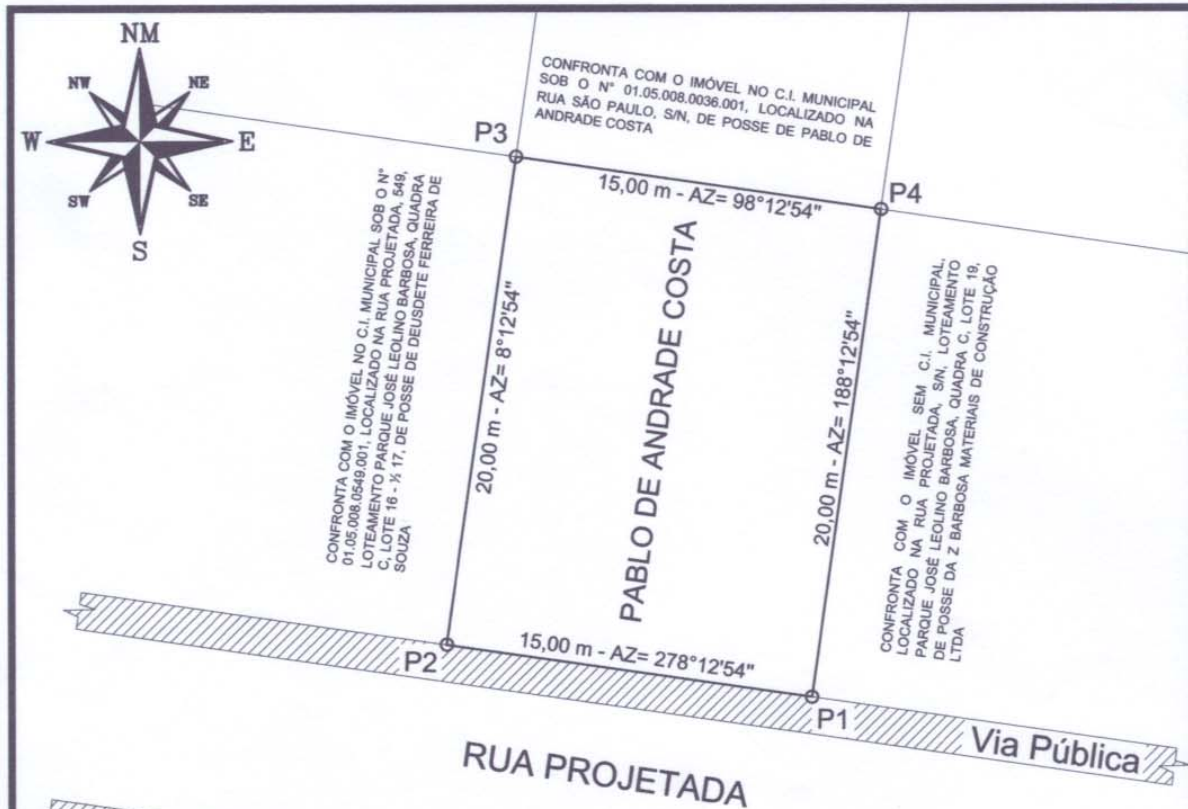 NM
NW
NE
W
E
SW
SE
S
CONFRONTA COM O IMÓVEL NO C.I. MUNICIPAL
SOB O N° 01.05.008.0036.001, LOCALIZADO NA
RUA SÃO PAULO, S/N, DE POSSE DE PABLO DE
ANDRADE COSTA
P3
15,00 m - AZ= 98°12'54"
P4
CONFRONTA COM O IMÓVEL NO C.I. MUNICIPAL SOB O N°
01.05.008.0549.001, LOCALIZADO NA RUA PROJETADA, 549,
LOTEAMENTO PARQUE JOSÉ LEOLINO BARBOSA, QUADRA
C, LOTE 16 - ½ 17, DE POSSE DE DEUSDETE FERREIRA DE
SOUZA
20,00 m - AZ= 8°12'54"
PABLO DE ANDRADE COSTA
20,00 m - AZ= 188°12'54"
CONFRONTA COM O IMÓVEL SEM C.I. MUNICIPAL,
LOCALIZADO NA RUA PROJETADA, S/N, LOTEAMENTO
PARQUE JOSÉ LEOLINO BARBOSA, QUADRA C, LOTE 19,
DE POSSE DA Z BARBOSA MATERIAIS DE CONSTRUÇÃO
LTDA
P2
15,00 m - AZ= 278°12'54"
P1
Via Pública
RUA PROJETADA